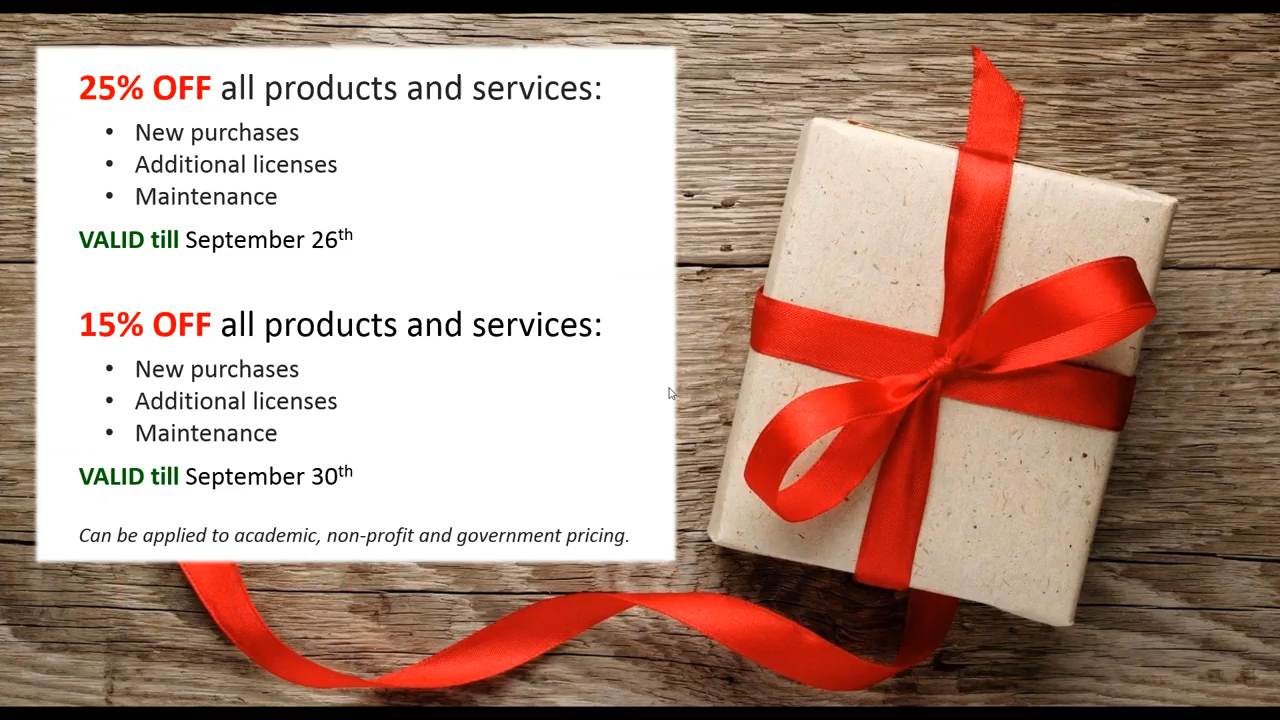 25% OFF all products and services:
• New purchases
• Additional licenses
• Maintenance
VALID till September 26th
15% OFF all products and services:
• New purchases
• Additional licenses
• Maintenance
VALID till September 30th
Can be applied to academic, non-profit and government pricing.